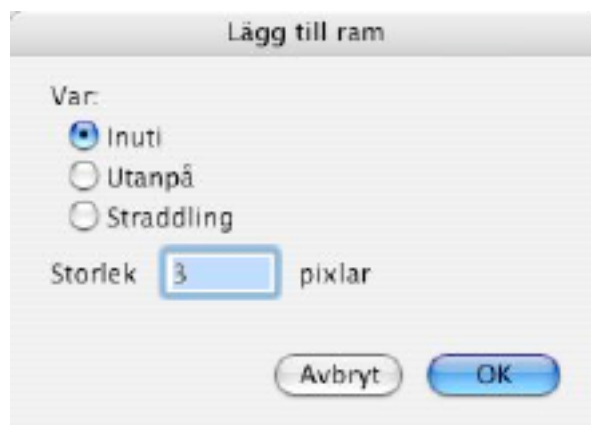 Lägg till ram
Var:
Inuti
Utanpå
Straddling
Storlek 3 pixlar
Avbryt OK